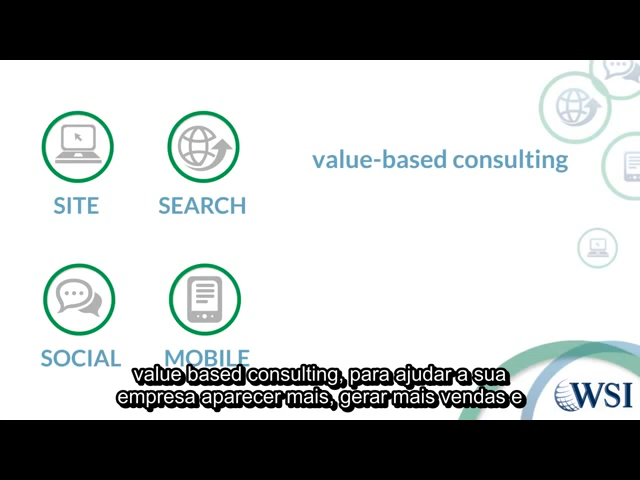 value-based consulting
SITE SEARCH
SOCIAL MOBILE
value based consulting, para ajudar a sua
empresa aparecer mais, gerar mais vendas e
WSI